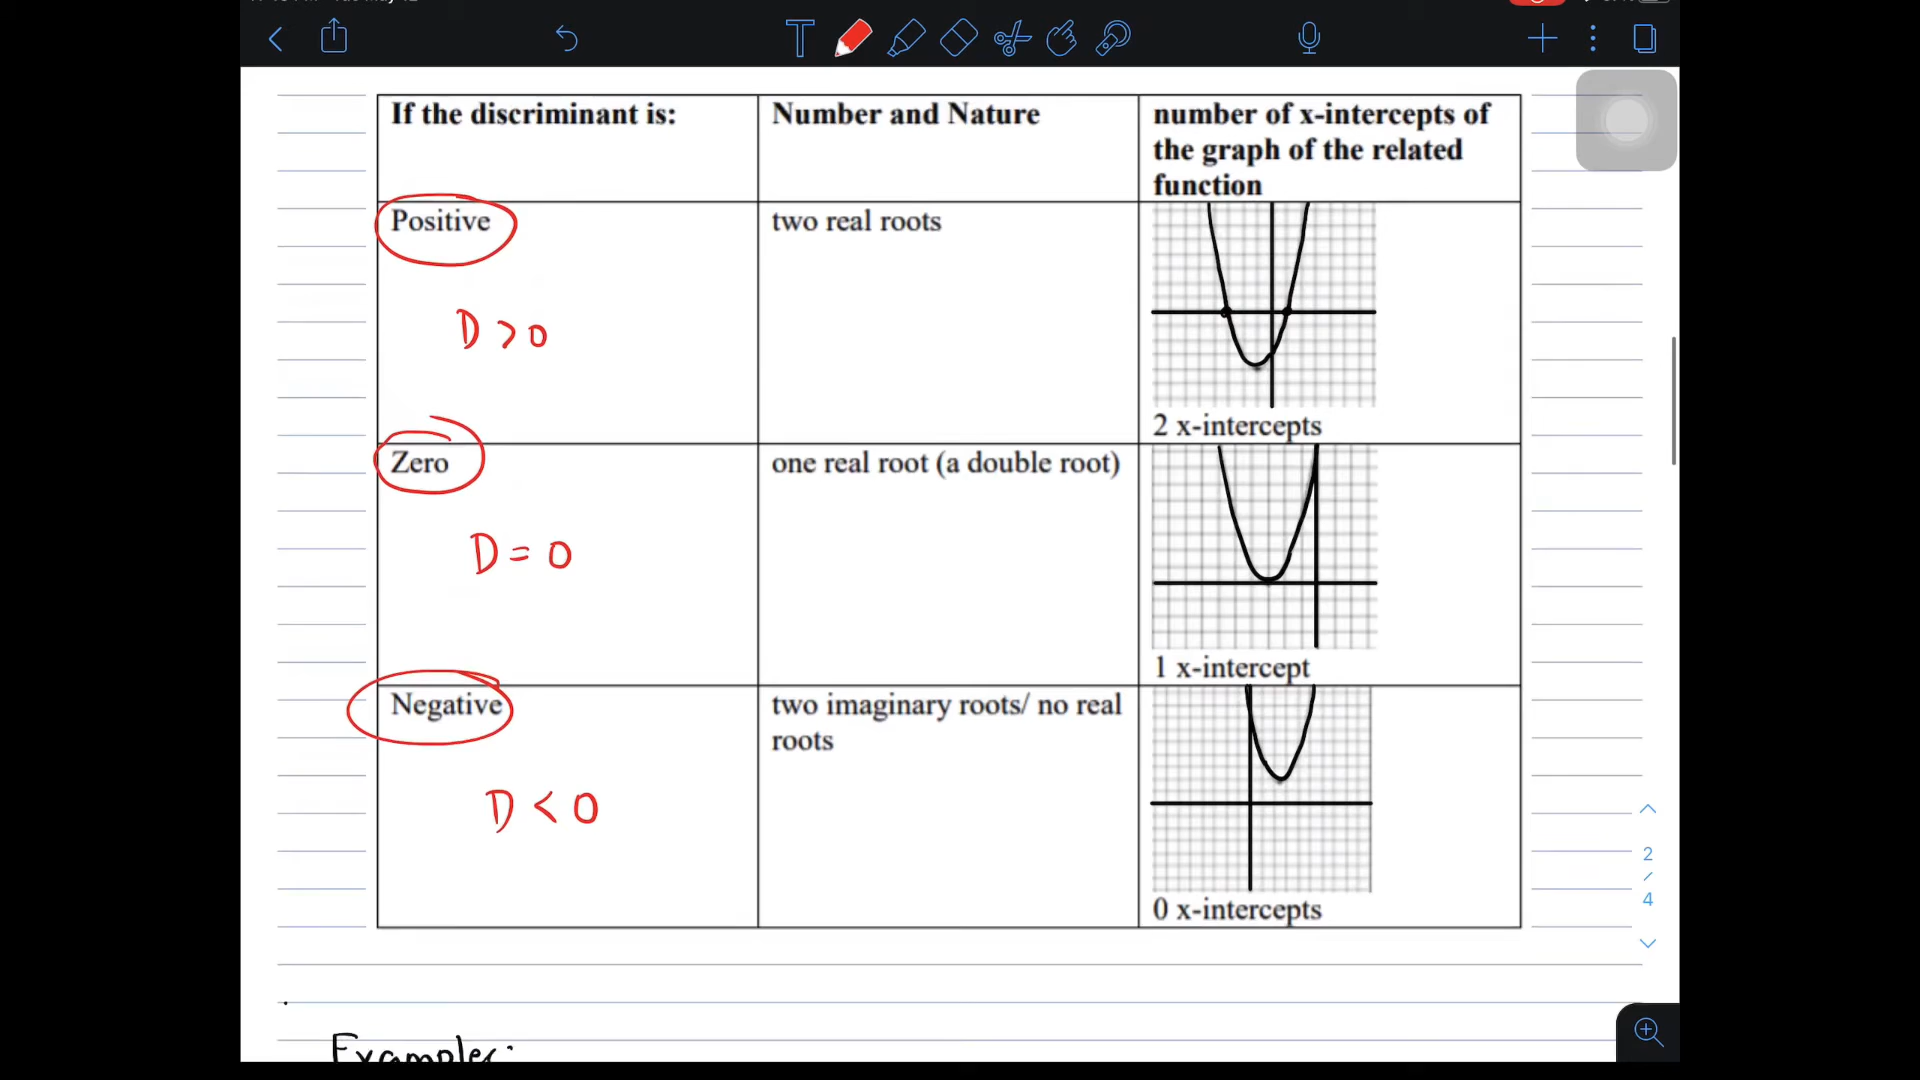 If the discriminant is:
Number and Nature
number of x-intercepts of
the graph of the related
function
Positive
two real roots
D > 0
2 x-intercepts
Zero
one real root (a double root)
D = 0
1 x-intercept
Negative
two imaginary roots/ no real
roots
D < 0
0 x-intercepts
2
4
Examples: